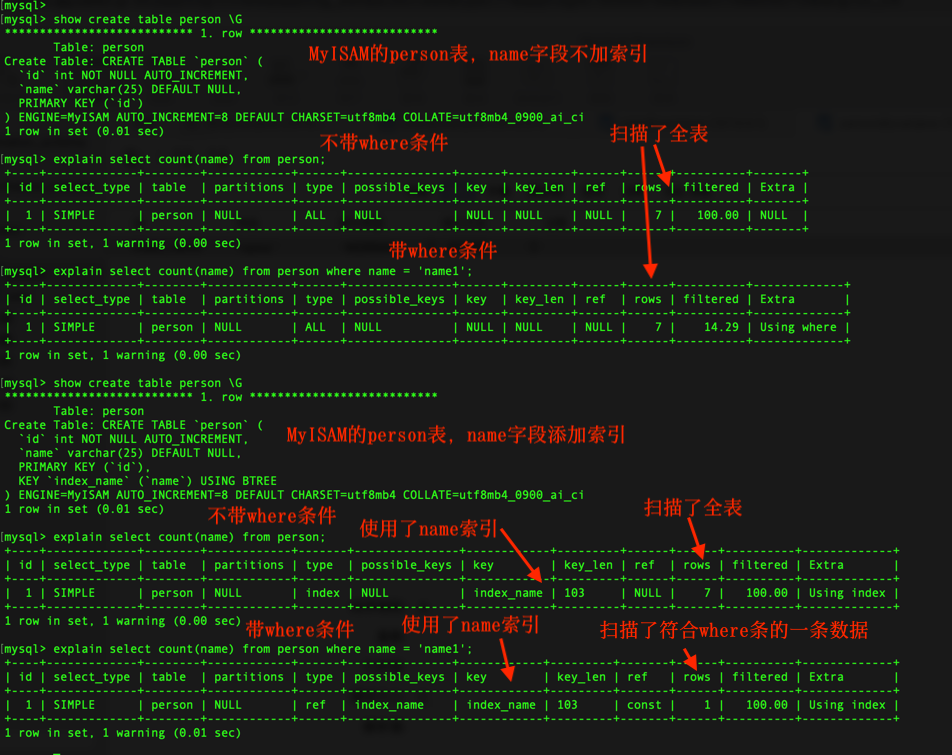 mysql>
mysql> show create table person \G
*************************** 1. row ***************************
Table: person
MyISAM的person表，name字段不加索引
Create Table: CREATE TABLE `person` (
`id` int NOT NULL AUTO_INCREMENT,
`name` varchar(25) DEFAULT NULL,
PRIMARY KEY (`id`)
) ENGINE=MyISAM AUTO_INCREMENT=8 DEFAULT CHARSET=utf8mb4 COLLATE=utf8mb4_0900_ai_ci
1 row in set (0.01 sec)
不带where条件
扫描了全表
mysql> explain select count(name) from person;
+----+-------------+--------+------------+------+---------------+------+---------+------+------+----------+-------+
| id | select_type | table | partitions | type | possible_keys | key | key_len | ref | rows | filtered | Extra |
+----+-------------+--------+------------+------+---------------+------+---------+------+------+----------+-------+
| 1 | SIMPLE | person | NULL | ALL | NULL | NULL | NULL | NULL | 7 | 100.00 | NULL |
+----+-------------+--------+------------+------+---------------+------+---------+------+------+----------+-------+
1 row in set, 1 warning (0.00 sec)
带where条件
mysql> explain select count(name) from person where name = 'name1';
+----+-------------+--------+------------+------+---------------+------+---------+------+------+----------+-------------+
| id | select_type | table | partitions | type | possible_keys | key | key_len | ref | rows | filtered | Extra |
+----+-------------+--------+------------+------+---------------+------+---------+------+------+----------+-------------+
| 1 | SIMPLE | person | NULL | ALL | NULL | NULL | NULL | NULL | 7 | 14.29 | Using where |
+----+-------------+--------+------------+------+---------------+------+---------+------+------+----------+-------------+
1 row in set, 1 warning (0.00 sec)
mysql> show create table person \G
*************************** 1. row ***************************
Table: person
Create Table: CREATE TABLE `person` (
MyISAM的person表，name字段添加索引
`id` int NOT NULL AUTO_INCREMENT,
`name` varchar(25) DEFAULT NULL,
PRIMARY KEY (`id`),
KEY `index_name` (`name`) USING BTREE
) ENGINE=MyISAM AUTO_INCREMENT=8 DEFAULT CHARSET=utf8mb4 COLLATE=utf8mb4_0900_ai_ci
1 row in set (0.01 sec)
不带where条件
使用了name索引
扫描了全表
mysql> explain select count(name) from person;
+----+-------------+--------+------------+-------+---------------+------------+---------+------+------+----------+-------------+
| id | select_type | table | partitions | type | possible_keys | key | key_len | ref | rows | filtered | Extra |
+----+-------------+--------+------------+-------+---------------+------------+---------+------+------+----------+-------------+
| 1 | SIMPLE | person | NULL | index | NULL | index_name | 103 | NULL | 7 | 100.00 | Using index |
+----+-------------+--------+------------+-------+---------------+------------+---------+------+------+----------+-------------+
1 row in set, 1 warning (0.00 sec)
带where条件
使用了name索引
扫描了符合where条的一条数据
mysql> explain select count(name) from person where name = 'name1';
+----+-------------+--------+------------+------+---------------+------------+---------+-------+------+----------+-------------+
| id | select_type | table | partitions | type | possible_keys | key | key_len | ref | rows | filtered | Extra |
+----+-------------+--------+------------+------+---------------+------------+---------+-------+------+----------+-------------+
| 1 | SIMPLE | person | NULL | ref | index_name | index_name | 103 | const | 1 | 100.00 | Using index |
+----+-------------+--------+------------+------+---------------+------------+---------+-------+------+----------+-------------+
1 row in set, 1 warning (0.01 sec)